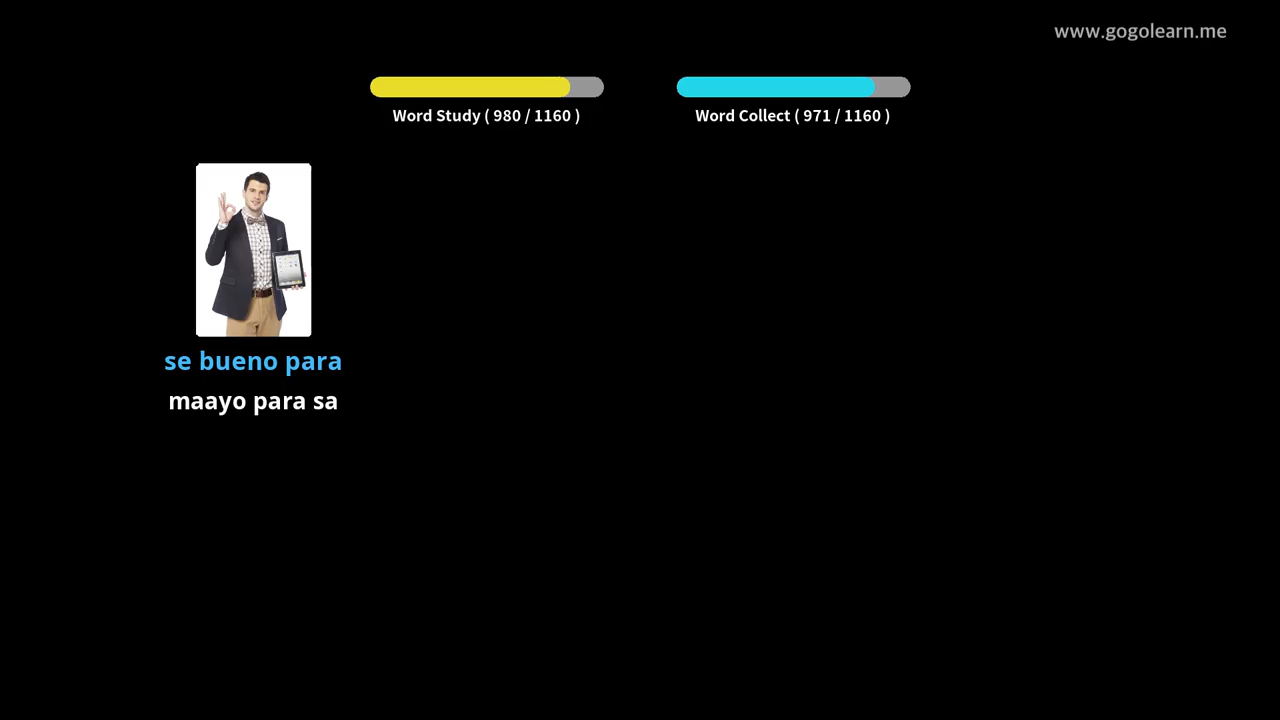 www.gogolearn.me
Word Study ( 980 / 1160 )
Word Collect ( 971 / 1160 )
se bueno para
maayo para sa